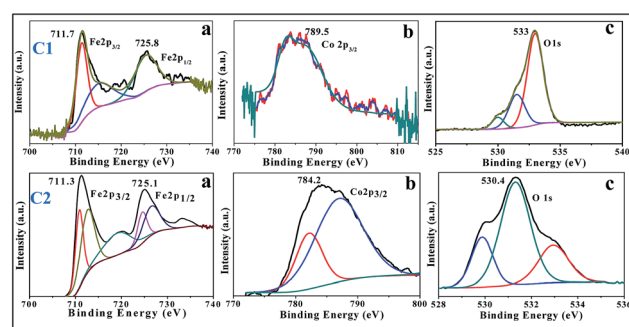 C1
a
711.7
Fe2p3/2
725.8
Fe2p1/2
Intensity (a.u.)
700 710 720 730 740
Binding Energy (eV)
b
789.5
Co 2p3/2
Intensity (a.u.)
770 780 790 800 810
Binding Energy (eV)
c
533
O1s
Intensity (a.u.)
525 530 535 540
Binding Energy (eV)
C2
a
711.3
Fe2p3/2
725.1
Fe2p1/2
Intensity (a.u.)
700 710 720 730 740
Binding Energy (eV)
b
784.2
Co2p3/2
Intensity (a.u.)
770 780 790 800
Binding Energy (eV)
c
530.4
O 1s
Intensity (a.u.)
528 530 532 534 536
Binding Energy (eV)